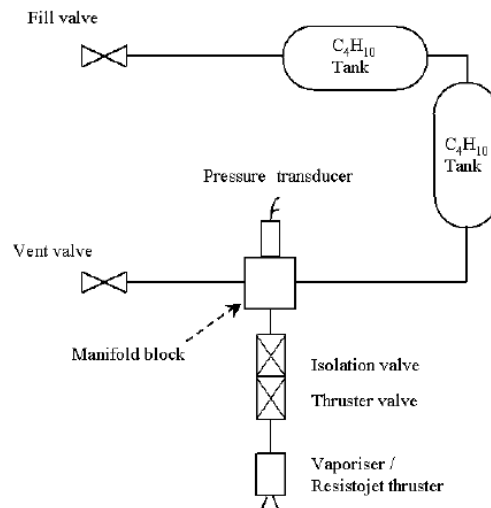 Fill valve
C₄H₁₀
Tank
C₄H₁₀
Tank
Pressure transducer
Vent valve
Manifold block
Isolation valve
Thruster valve
Vaporiser /
Resistojet thruster